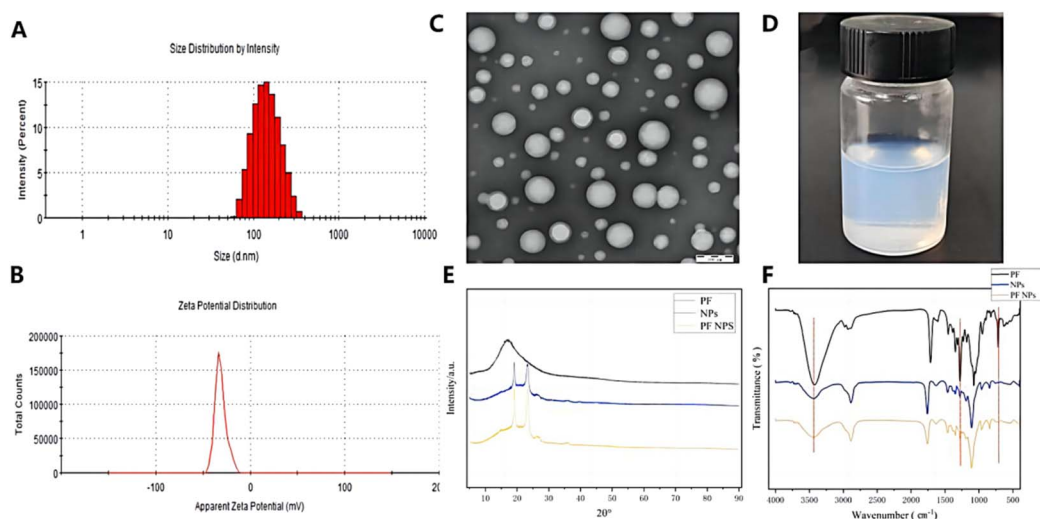 A
Size Distribution by Intensity
Intensity (Percent)
15
10
5
0
1
10
100
1000
10000
Size (d.nm)
B
Zeta Potential Distribution
Total Counts
200000
150000
100000
50000
0
-100
0
100
20
Apparent Zeta Potential (mV)
C
D
E
PF
NPs
PF NPS
Intensity/a.u.
10
20
30
40
50
60
70
80
90
2θ°
F
PF
NPs
PF NPs
Transmittance ( % )
4000
3500
3000
2500
2000
1500
1000
500
Wavenumber ( cm⁻¹)